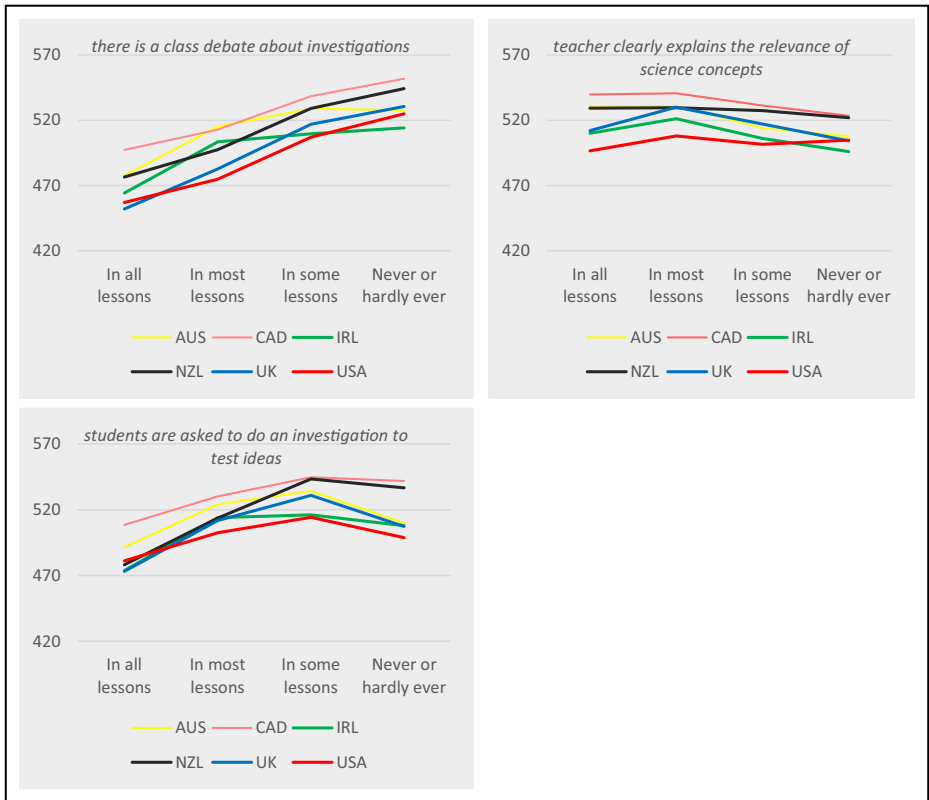 there is a class debate about investigations
570
520
470
420
In all In most In some Never or
lessons lessons lessons hardly ever
AUS CAD IRL
NZL UK USA
teacher clearly explains the relevance of
science concepts
570
520
470
420
In all In most In some Never or
lessons lessons lessons hardly ever
AUS CAD IRL
NZL UK USA
students are asked to do an investigation to
test ideas
570
520
470
420
In all In most In some Never or
lessons lessons lessons hardly ever
AUS CAD IRL
NZL UK USA